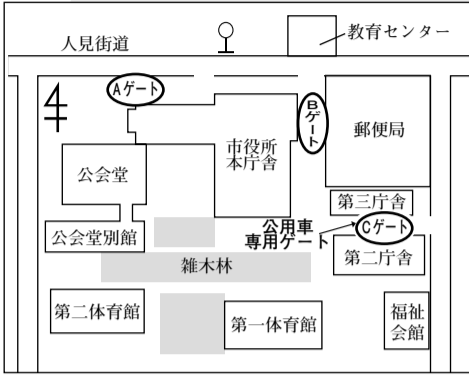 人見街道
教育センター
Aゲート
Bゲート
郵便局
市役所
本庁舎
公会堂
第三庁舎
公用車
専用ゲート
Cゲート
公会堂別館
第二庁舎
雑木林
第二体育館
第一体育館
福祉
会館